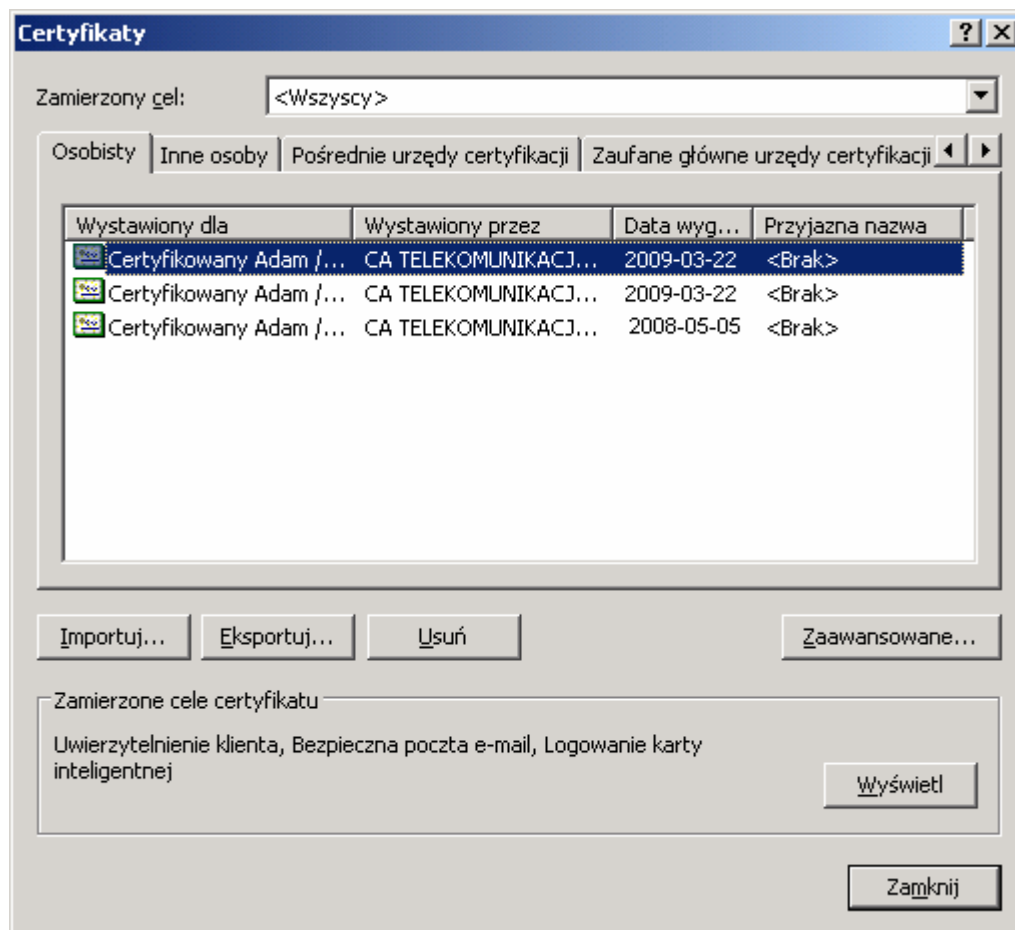 Certyfikaty
Zamierzony cel: <Wszyscy>
Osobisty Inne osoby Pośrednie urzędy certyfikacji Zaufane główne urzędy certyfikacji
Wystawiony dla Wystawiony przez Data wyg... Przyjazna nazwa
Certyfikowany Adam /... CA TELEKOMUNIKACJ... 2009-03-22 <Brak>
Certyfikowany Adam /... CA TELEKOMUNIKACJ... 2009-03-22 <Brak>
Certyfikowany Adam /... CA TELEKOMUNIKACJ... 2008-05-05 <Brak>
Importuj... Eksportuj... Usuń Zaawansowane...
Zamierzone cele certyfikatu
Uwierzytelnienie klienta, Bezpieczna poczta e-mail, Logowanie karty
inteligentnej
Wyświetl
Zamknij